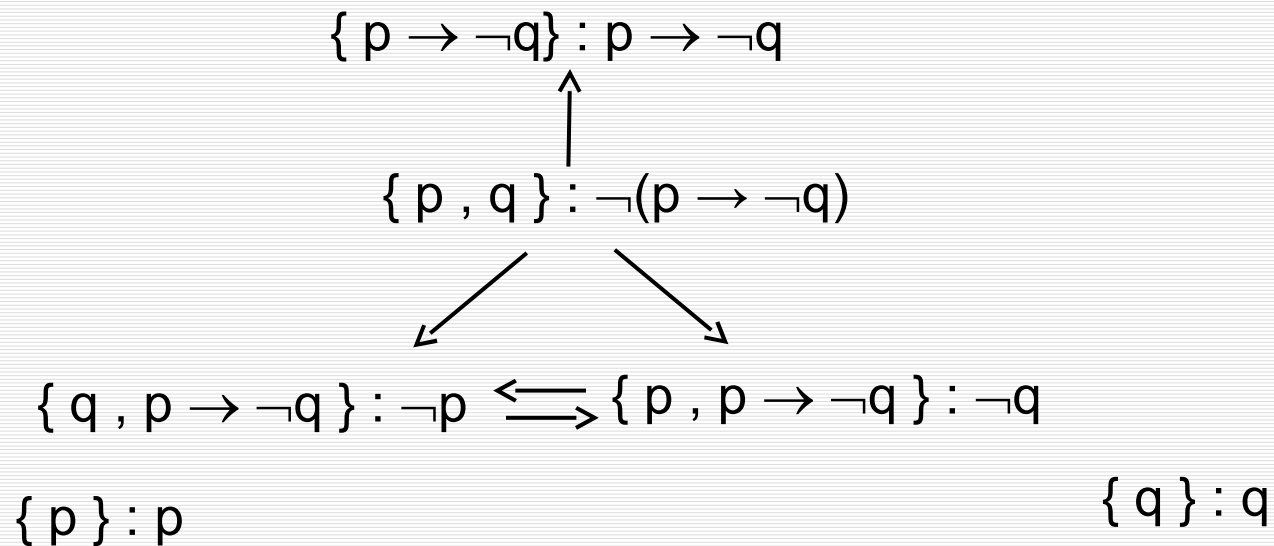 { p → ¬q} : p → ¬q
{ p , q } : ¬(p → ¬q)
{ q , p → ¬q } : ¬p
{ p , p → ¬q } : ¬q
{ p } : p
{ q } : q